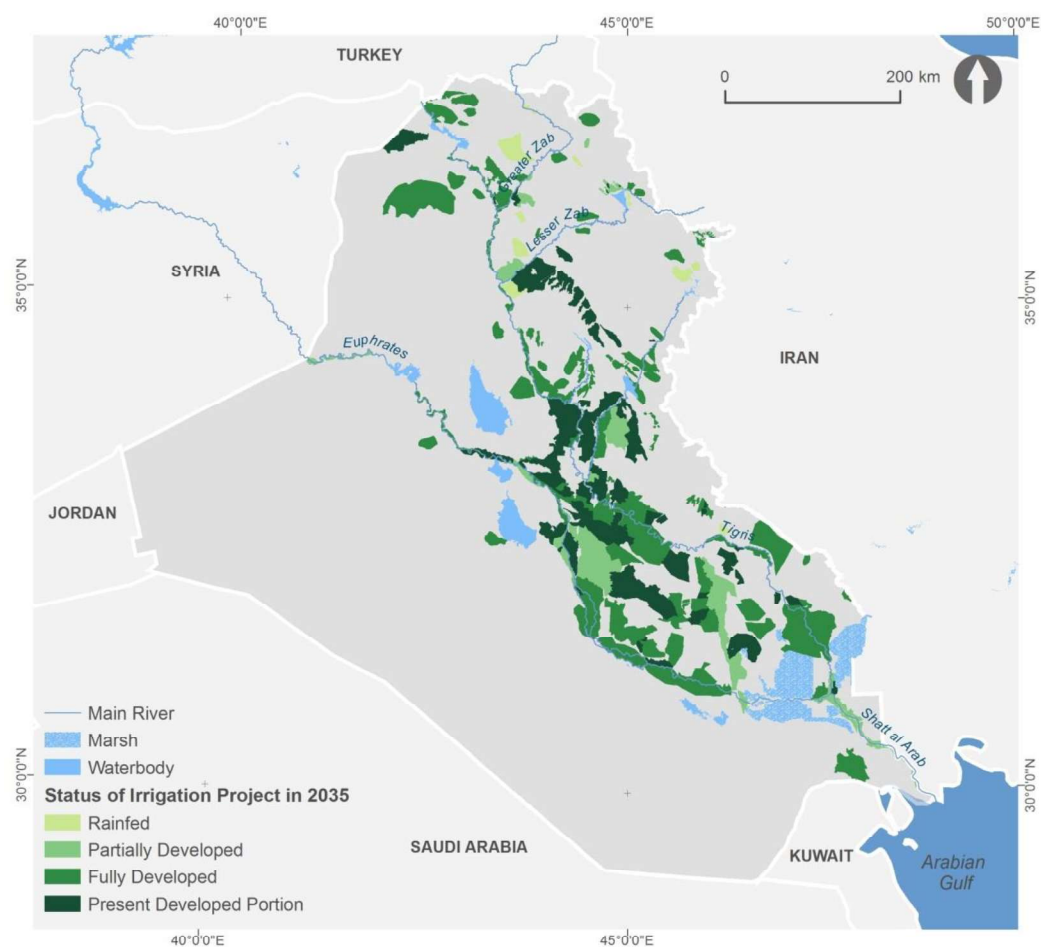 40°0'0"E
45°0'0"E
50°0'0"E
TURKEY
0
200 km
Greater Zab
Lesser Zab
SYRIA
35°0'0"N
35°0'0"N
Euphrates
IRAN
JORDAN
Tigris
Shatt al Arab
Main River
Marsh
Waterbody
30°0'0"N
30°0'0"N
Status of Irrigation Project in 2035
Rainfed
Partially Developed
Fully Developed
Present Developed Portion
SAUDI ARABIA
KUWAIT
Arabian
Gulf
40°0'0"E
45°0'0"E